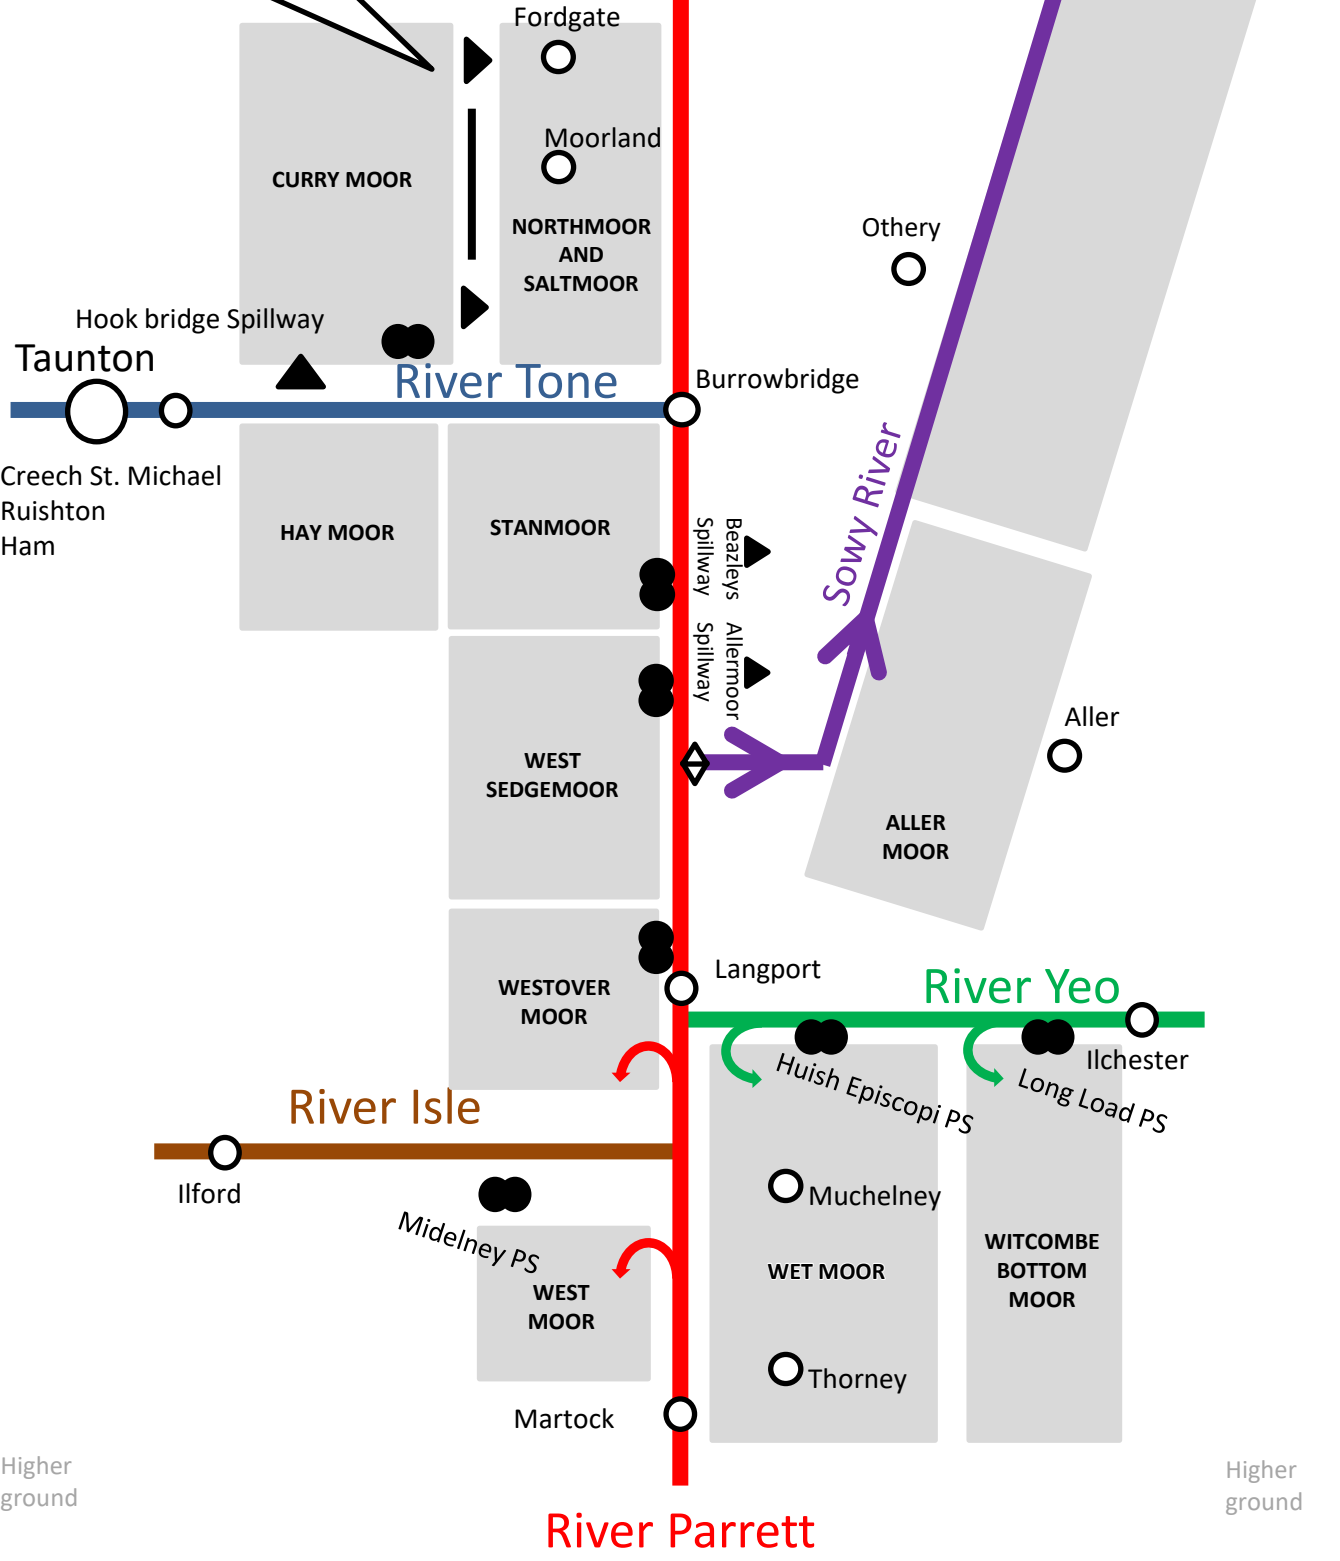 Fordgate
Moorland
CURRY MOOR
NORTHMOOR
AND
SALTMOOR
Othery
Hook bridge Spillway
Taunton
River Tone
Burrowbridge
Creech St. Michael
Ruishton
Ham
HAY MOOR
STANMOOR
Beazleys
Spillway
Sowy River
Allermoor
Spillway
Aller
WEST
SEDGEMOOR
ALLER
MOOR
Langport
River Yeo
WESTOVER
MOOR
Ilchester
Huish Episcopi PS
Long Load PS
River Isle
Ilford
Muchelney
Midelney PS
WEST
MOOR
WET MOOR
WITCOMBE
BOTTOM
MOOR
Thorney
Martock
Higher
ground
Higher
ground
River Parrett